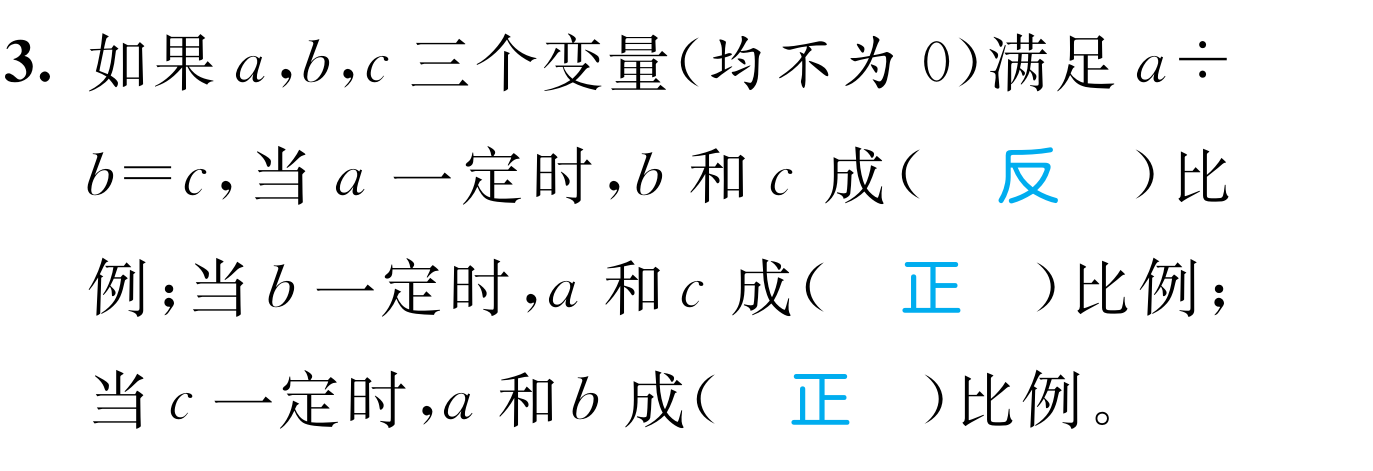 3. 如果 a,b,c 三个变量(均不为 0)满足 a÷
b=c,当 a 一定时,b 和 c 成( 反 )比
例;当 b 一定时,a 和 c 成( 正 )比例;
当 c 一定时,a 和 b 成( 正 )比例。